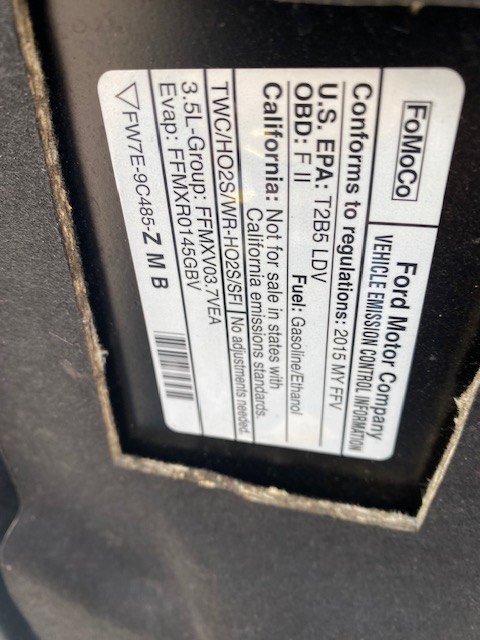 FoMoCo
Ford Motor Company
VEHICLE EMISSION CONTROL INFORMATION
Conforms to regulations: 2015 MY FFV
U.S. EPA: T2B5 LDV
OBD: F II Fuel: Gasoline/Ethanol
California: Not for sale in states with
California emissions standards.
TWC/HO2S/WR-HO2S/SFI No adjustments needed.
3.5L-Group: FFMXV03.7VEA
Evap: FFMXR0145GBV
▽FW7E-9C485-Z M B